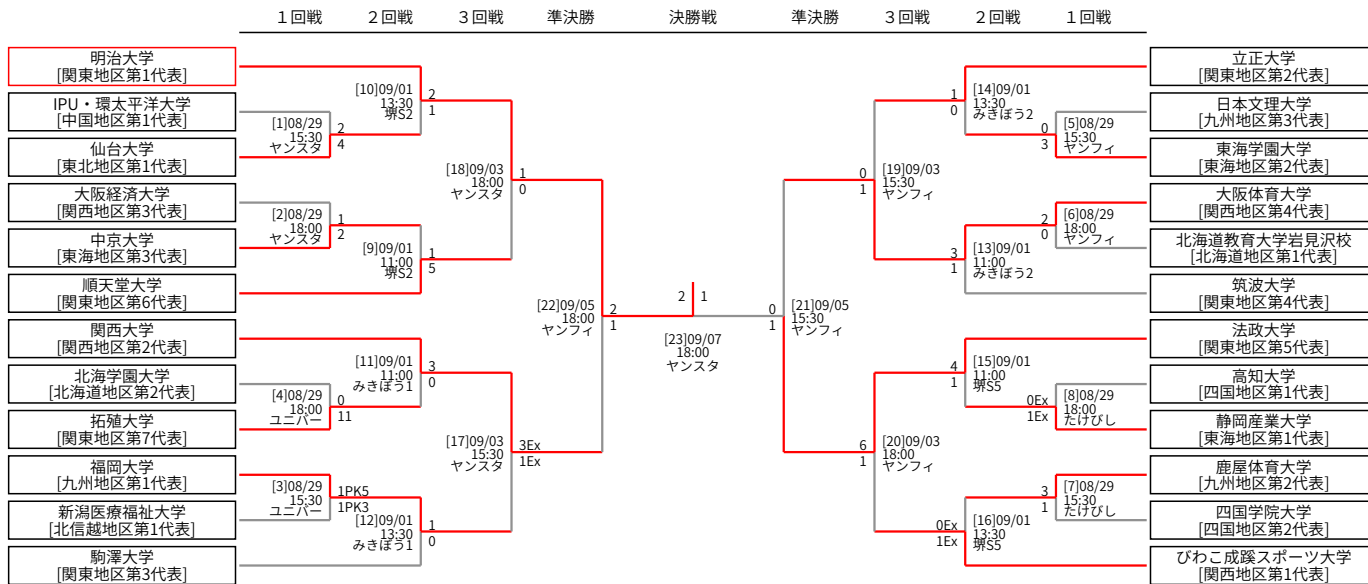 １回戦
２回戦
３回戦
準決勝
決勝戦
準決勝
３回戦
２回戦
１回戦
明治大学
[関東地区第1代表]
IPU・環太平洋大学
[中国地区第1代表]
仙台大学
[東北地区第1代表]
大阪経済大学
[関西地区第3代表]
中京大学
[東海地区第3代表]
順天堂大学
[関東地区第6代表]
関西大学
[関西地区第2代表]
北海学園大学
[北海道地区第2代表]
拓殖大学
[関東地区第7代表]
福岡大学
[九州地区第1代表]
新潟医療福祉大学
[北信越地区第1代表]
駒澤大学
[関東地区第3代表]
[1]08/29
15:30
ヤンスタ
2
4
[2]08/29
18:00
ヤンスタ
1
2
[4]08/29
18:00
ユニバー
0
11
[3]08/29
15:30
ユニバー
1PK5
1PK3
[10]09/01
13:30
堺S2
2
1
[9]09/01
11:00
堺S2
1
5
[11]09/01
11:00
みきぼう1
3
0
[12]09/01
13:30
みきぼう1
1
0
[18]09/03
18:00
ヤンスタ
1
0
[17]09/03
15:30
ヤンスタ
3Ex
1Ex
[22]09/05
18:00
ヤンフィ
2
1
2
1
[23]09/07
18:00
ヤンスタ
0
1
[21]09/05
15:30
ヤンフィ
0
1
[19]09/03
15:30
ヤンフィ
6
1
[20]09/03
18:00
ヤンフィ
1
0
[14]09/01
13:30
みきぼう2
3
1
[13]09/01
11:00
みきぼう2
4
1
[15]09/01
11:00
堺S5
0Ex
1Ex
[16]09/01
13:30
堺S5
0
3
[5]08/29
15:30
ヤンフィ
2
0
[6]08/29
18:00
ヤンフィ
0Ex
1Ex
[8]08/29
18:00
たけびし
3
1
[7]08/29
15:30
たけびし
立正大学
[関東地区第2代表]
日本文理大学
[九州地区第3代表]
東海学園大学
[東海地区第2代表]
大阪体育大学
[関西地区第4代表]
北海道教育大学岩見沢校
[北海道地区第1代表]
筑波大学
[関東地区第4代表]
法政大学
[関東地区第5代表]
高知大学
[四国地区第1代表]
静岡産業大学
[東海地区第1代表]
鹿屋体育大学
[九州地区第2代表]
四国学院大学
[四国地区第2代表]
びわこ成蹊スポーツ大学
[関西地区第1代表]